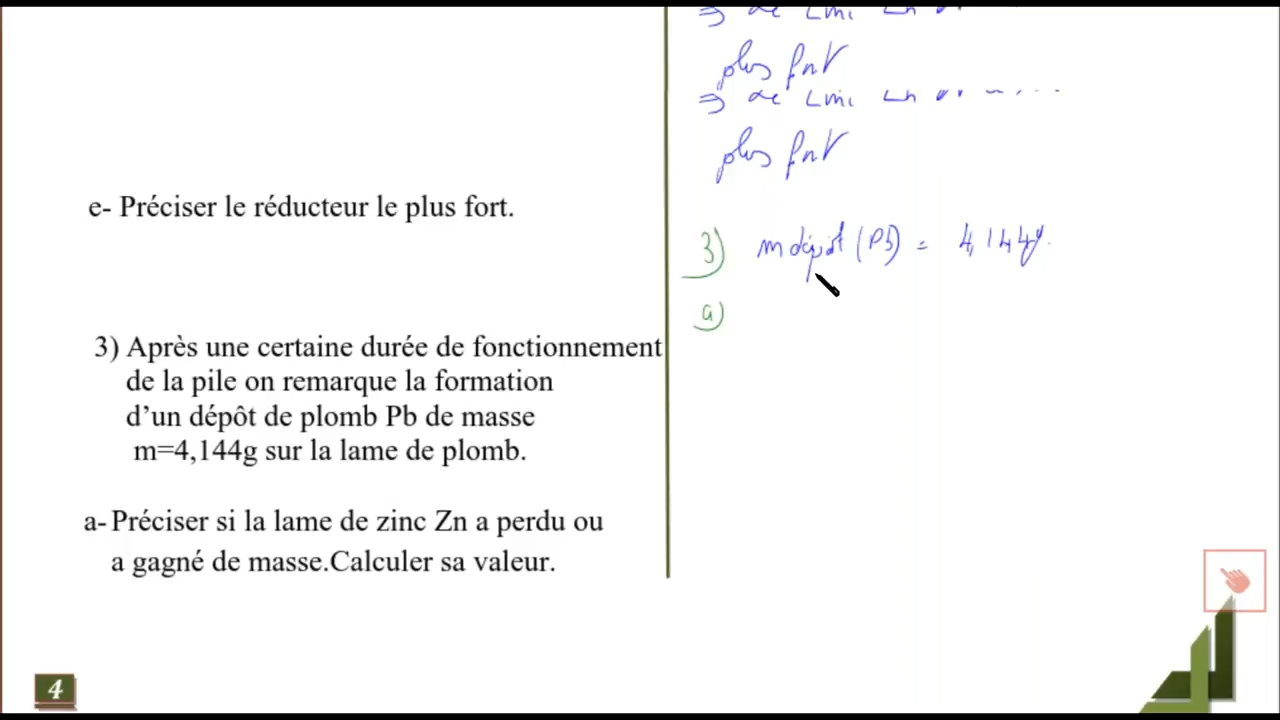 plus fort
plus fort
e- Préciser le réducteur le plus fort.
3) m dépôt (Pb) = 4,144g.
a)
3) Après une certaine durée de fonctionnement
de la pile on remarque la formation
d’un dépôt de plomb Pb de masse
m=4,144g sur la lame de plomb.
a- Préciser si la lame de zinc Zn a perdu ou
a gagné de masse.Calculer sa valeur.
4